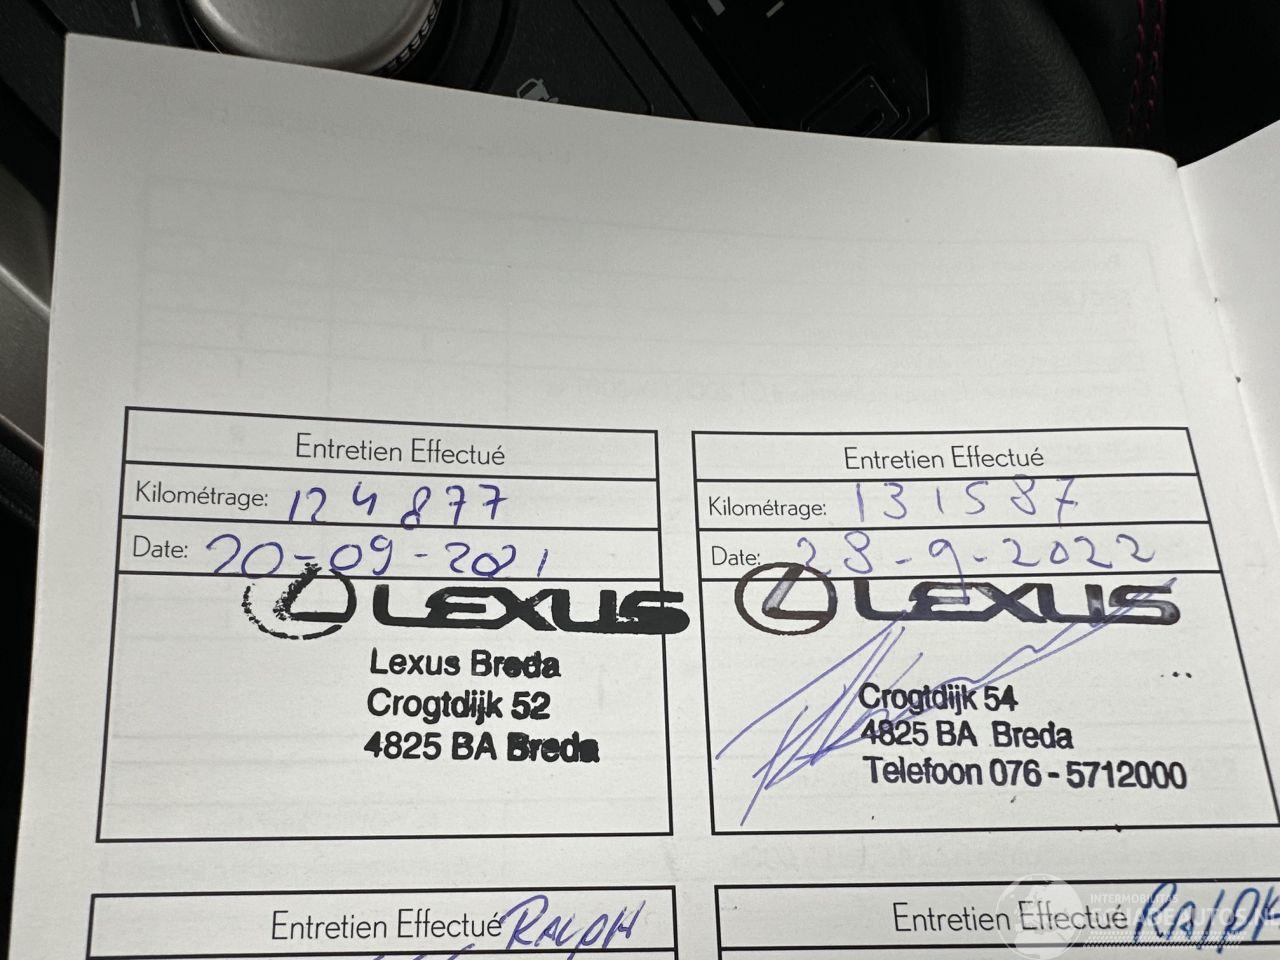 Entretien Effectué
Kilométrage: 124877
Date: 20-09-2021
LEXUS
Lexus Breda
Crogtdijk 52
4825 BA Breda
Entretien Effectué
Kilométrage: 131587
Date: 28-9-2022
LEXUS
Crogtdijk 54
4825 BA Breda
Telefoon 076 - 5712000
Entretien Effectué RALPH
Entretien Effectué RALPH
INTERMOBILITAS